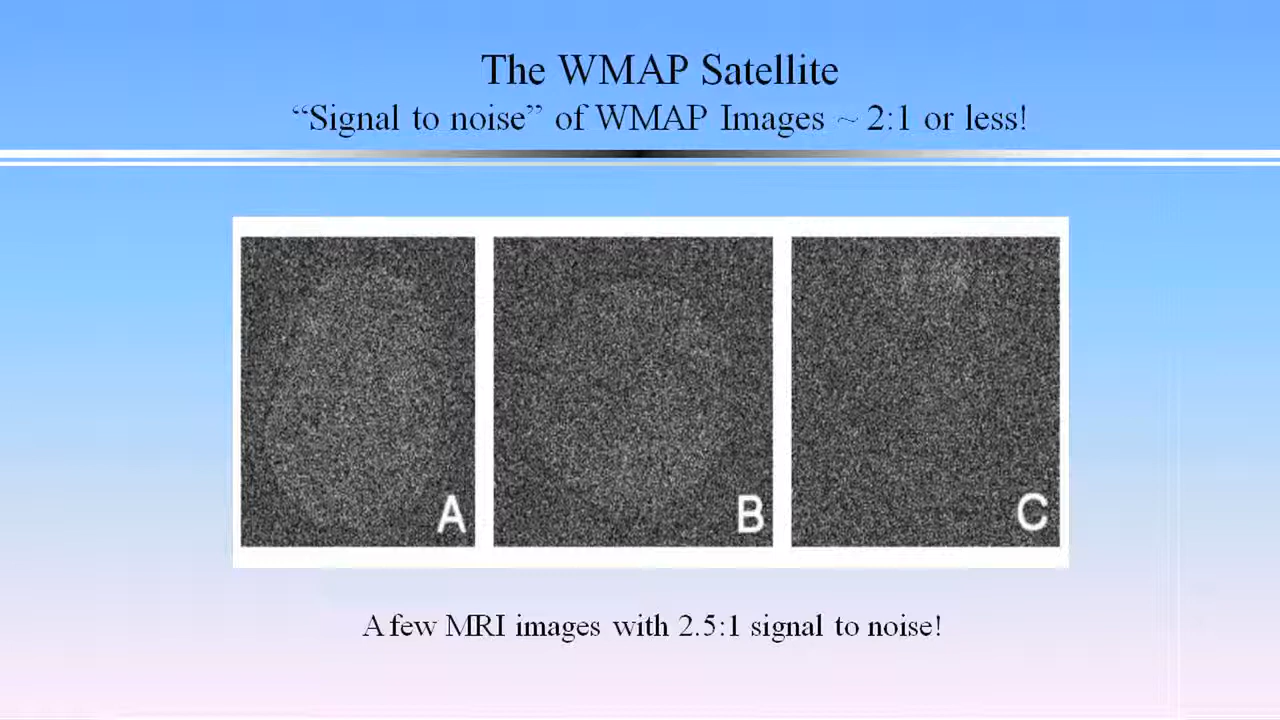 The WMAP Satellite
“Signal to noise” of WMAP Images ~ 2:1 or less!
A
B
C
A few MRI images with 2.5:1 signal to noise!